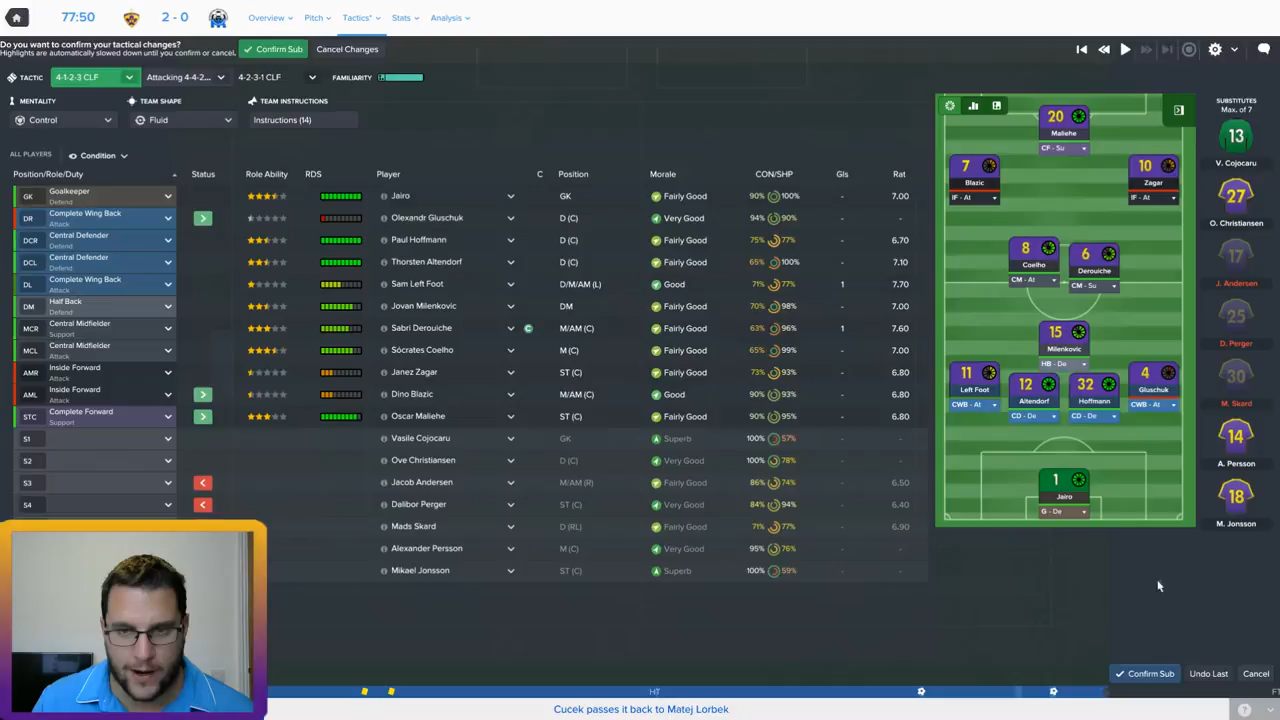 77:50
2 - 0
Overview
Pitch
Tactics*
Stats
Analysis
Do you want to confirm your tactical changes?
Highlights are automatically slowed down until you confirm or cancel.
Confirm Sub
Cancel Changes
TACTIC
4-1-2-3 CLF
Attacking 4-4-2...
4-2-3-1 CLF
FAMILIARITY
MENTALITY
TEAM SHAPE
TEAM INSTRUCTIONS
Control
Fluid
Instructions (14)
ALL PLAYERS
Condition
Position/Role/Duty Status Role Ability RDS Player C Position Morale CON/SHP Gls Rat
GK Goalkeeper Defend Jairo GK Fairly Good 90% 100% - 7.00
DR Complete Wing Back Attack Olexandr Gluschuk D (C) Very Good 94% 90% - -
DCR Central Defender Defend Paul Hoffmann D (C) Fairly Good 75% 77% - 6.70
DCL Central Defender Defend Thorsten Altendorf D (C) Fairly Good 65% 100% - 7.10
DL Complete Wing Back Attack Sam Left Foot D/M/AM (L) Good 71% 77% 1 7.70
DM Half Back Defend Jovan Milenkovic DM Fairly Good 70% 98% - 7.00
MCR Central Midfielder Support Sabri Derouiche C M/AM (C) Fairly Good 63% 96% 1 7.60
MCL Central Midfielder Attack Sócrates Coelho M (C) Fairly Good 65% 99% - 7.00
AMR Inside Forward Attack Janez Zagar ST (C) Fairly Good 73% 93% - 6.80
AML Inside Forward Attack Dino Blazic M/AM (C) Good 90% 93% - 6.80
STC Complete Forward Support Oscar Maliehe ST (C) Fairly Good 90% 95% - 6.80
S1 Vasile Cojocaru GK Superb 100% 57% - -
S2 Ove Christiansen D (C) Very Good 100% 78% - -
S3 Jacob Andersen M/AM (R) Fairly Good 86% 74% - 6.50
S4 Dalibor Perger ST (C) Very Good 84% 94% - 6.40
Mads Skard D (RL) Fairly Good 71% 77% - 6.90
Alexander Persson M (C) Very Good 95% 76% - -
Mikael Jonsson ST (C) Superb 100% 59% - -
20
Maliehe
CF - Su
7
Blazic
IF - At
10
Zagar
IF - At
8
Coelho
CM - At
6
Derouiche
CM - Su
15
Milenkovic
HB - De
11
Left Foot
CWB - At
12
Altendorf
CD - De
32
Hoffmann
CD - De
4
Gluschuk
CWB - At
1
Jairo
G - De
SUBSTITUTES
Max. of 7
13
V. Cojocaru
27
O. Christiansen
17
J. Andersen
25
D. Perger
30
M. Skard
14
A. Persson
18
M. Jonsson
Confirm Sub
Undo Last
Cancel
HT
FT
Cucek passes it back to Matej Lorbek